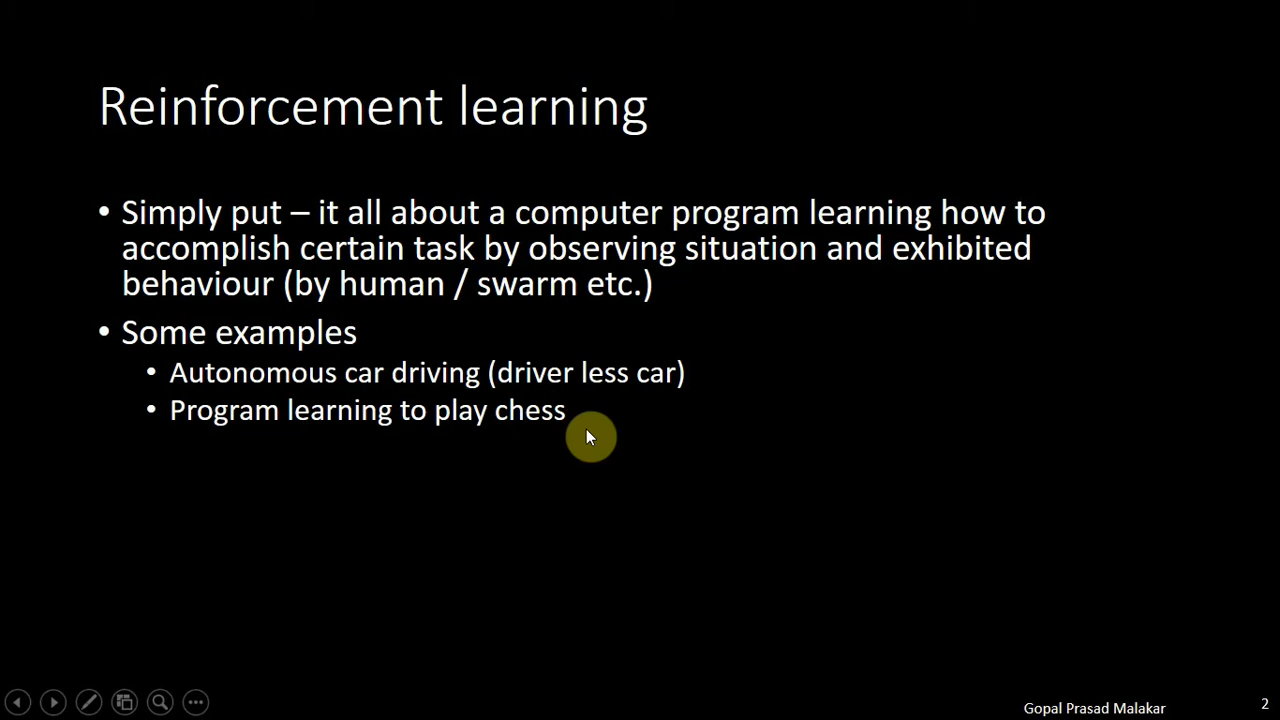 Reinforcement learning
• Simply put – it all about a computer program learning how to
accomplish certain task by observing situation and exhibited
behaviour (by human / swarm etc.)
• Some examples
• Autonomous car driving (driver less car)
• Program learning to play chess
Gopal Prasad Malakar
2